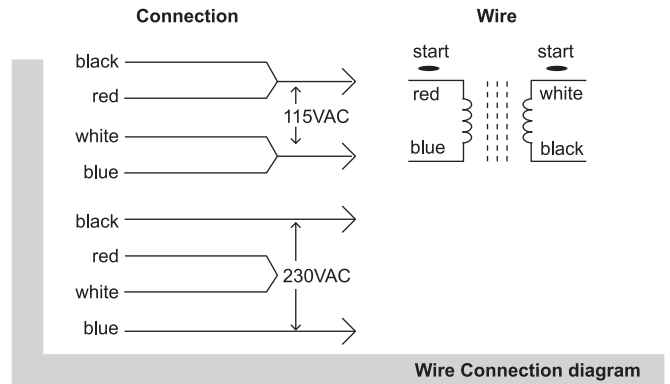 Connection
black
red
115VAC
white
blue
black
red
230VAC
white
blue
Wire
start start
red white
blue black
Wire Connection diagram